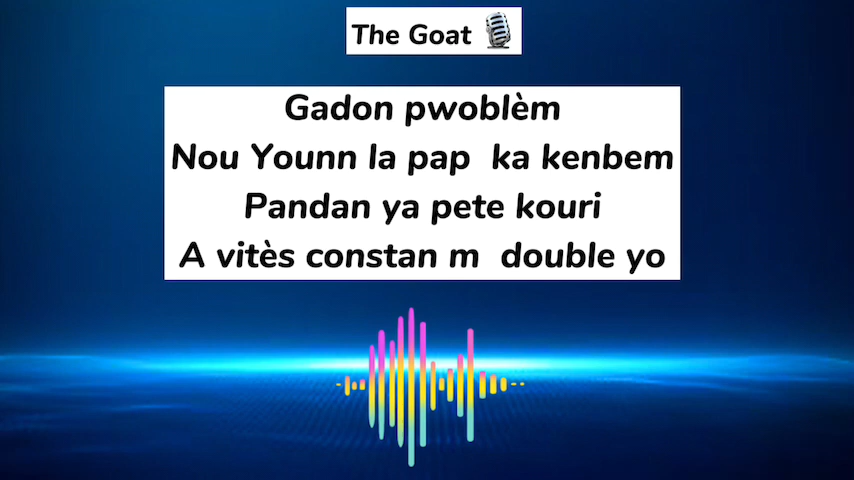 The Goat
Gadon pwoblèm
Nou Younn la pap ka kenbem
Pandan ya pete kouri
A vitès constan m double yo